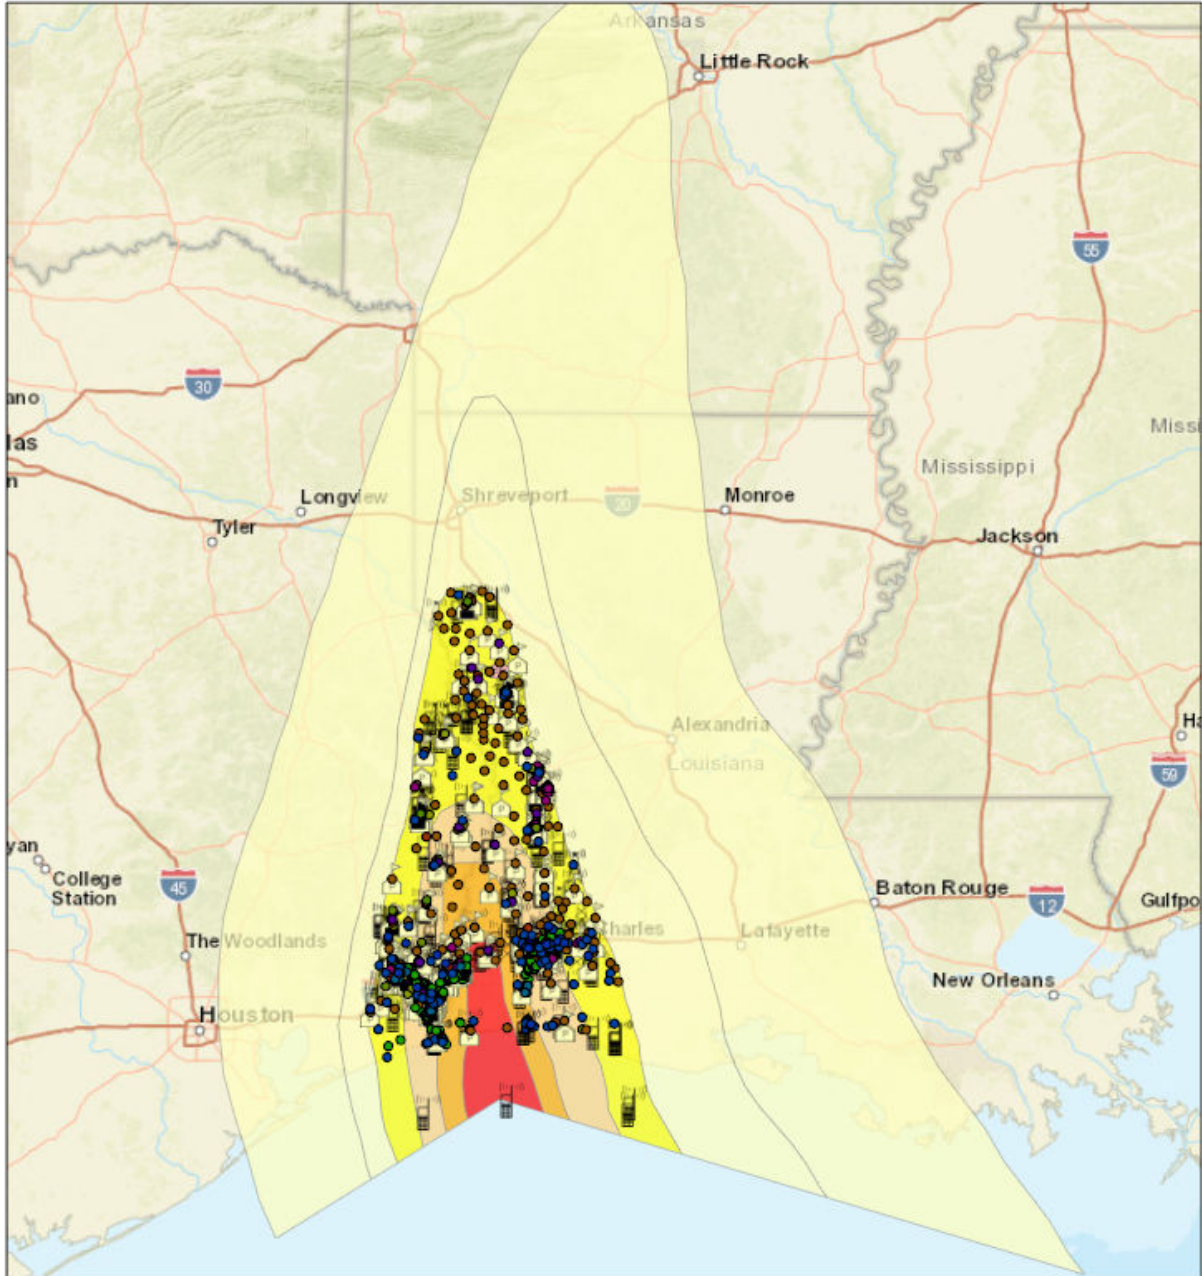 Arkansas
Little Rock
55
30
ano
las
n
Missi
Mississippi
Longview
Shreveport
20
Monroe
Tyler
Jackson
Alexandria
Ha
Louisiana
59
yan
College
Station
45
Baton Rouge
12
Gulfpo
The Woodlands
Charles
Lafayette
New Orleans
Houston
P
P
P
P
P
P